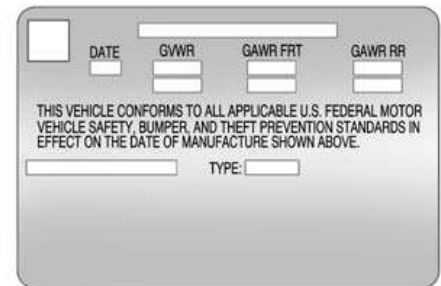 DATE GVWR GAWR FRT GAWR RR
THIS VEHICLE CONFORMS TO ALL APPLICABLE U.S. FEDERAL MOTOR
VEHICLE SAFETY, BUMPER, AND THEFT PREVENTION STANDARDS IN
EFFECT ON THE DATE OF MANUFACTURE SHOWN ABOVE.
TYPE: